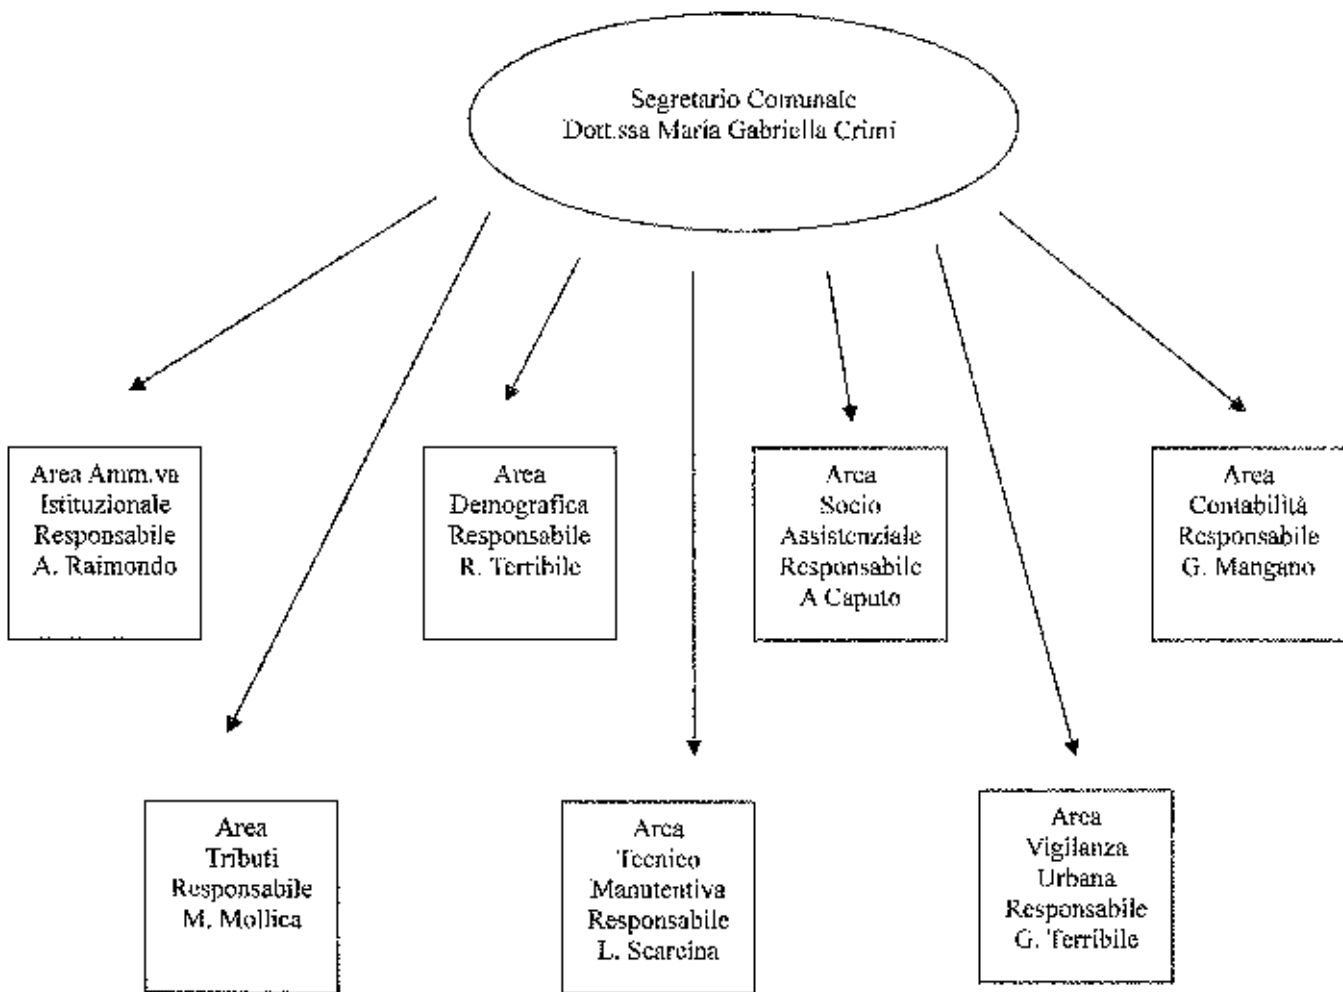 Segretario Comunale
Dott.ssa Maria Gabriella Crimi
Area Amm.va
Istituzionale
Responsabile
A. Raimondo
Area
Demografica
Responsabile
R. Terribile
Area
Socio
Assistenziale
Responsabile
A Caputo
Area
Contabilità
Responsabile
G. Mangano
Area
Tributi
Responsabile
M. Mollica
Area
Tecnico
Manutentiva
Responsabile
L. Scarcina
Area
Vigilanza
Urbana
Responsabile
G. Terribile